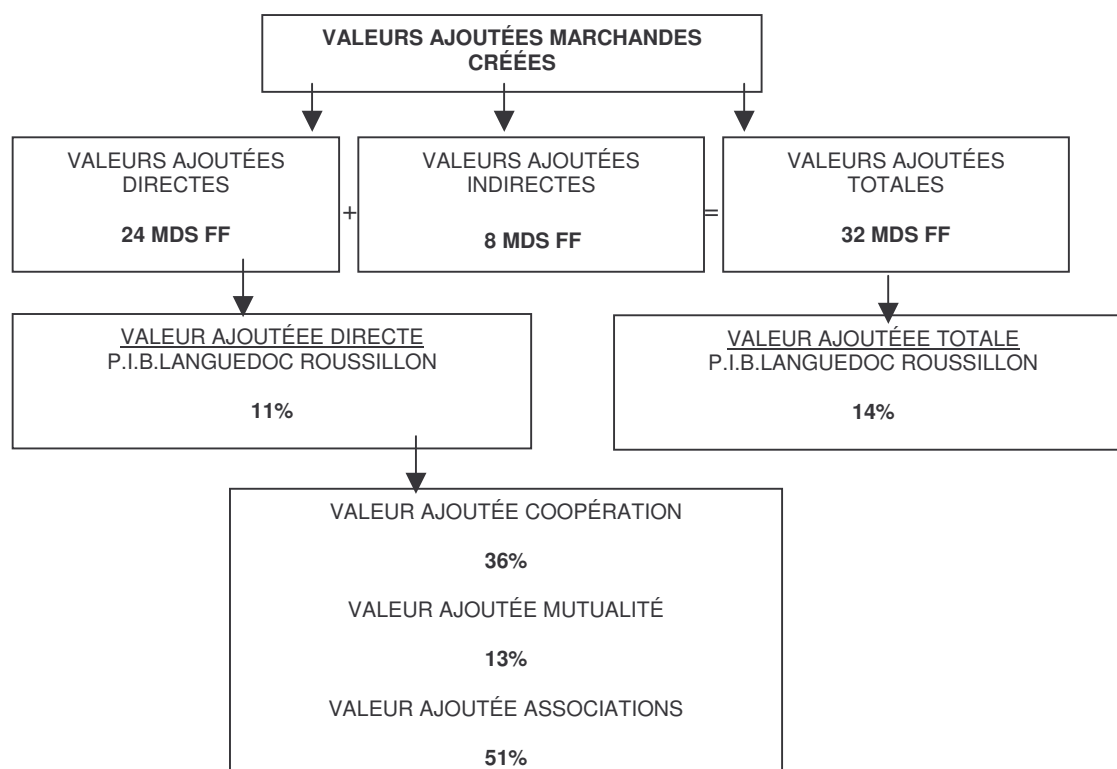 VALEURS AJOUTÉES MARCHANDES
CRÉÉES
VALEURS AJOUTÉES
DIRECTES
24 MDS FF
+
VALEURS AJOUTÉES
INDIRECTES
8 MDS FF
=
VALEURS AJOUTÉES
TOTALES
32 MDS FF
VALEUR AJOUTÉEE DIRECTE
P.I.B.LANGUEDOC ROUSSILLON
11%
VALEUR AJOUTÉEE TOTALE
P.I.B.LANGUEDOC ROUSSILLON
14%
VALEUR AJOUTÉE COOPÉRATION
36%
VALEUR AJOUTÉE MUTUALITÉ
13%
VALEUR AJOUTÉE ASSOCIATIONS
51%